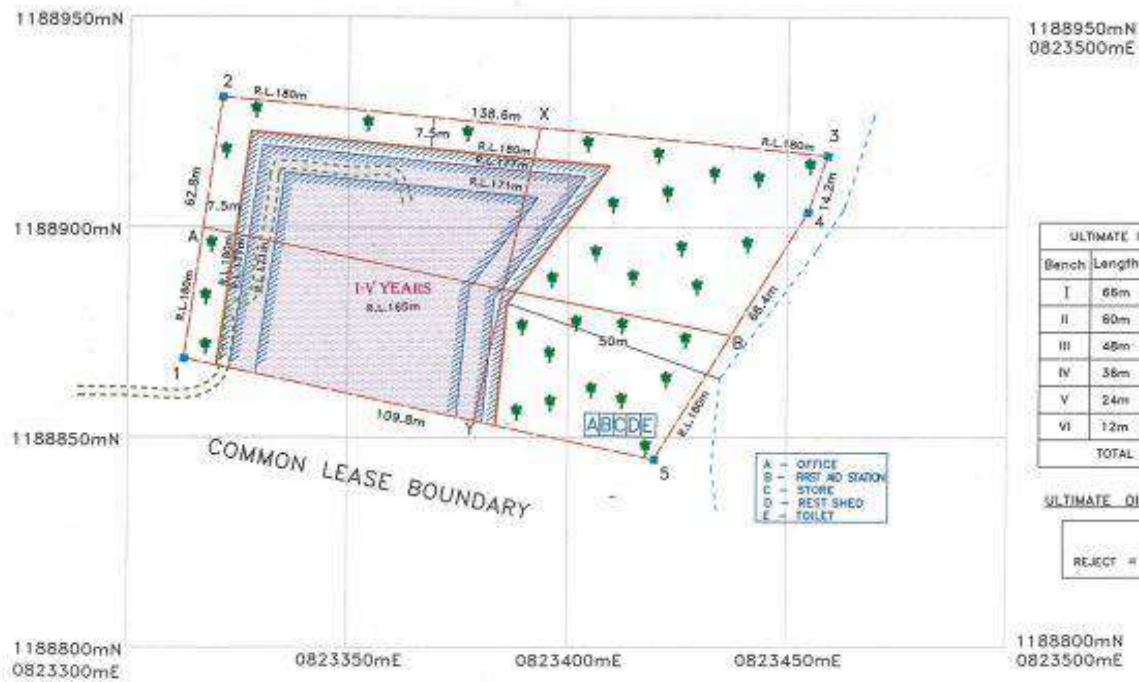 1188950mN
1188950mN
0823500mE
2
R.L.180m
138.6m
X
7.5m
R.L.180m
R.L.177m
R.L.171m
R.L.180m
3
14.2m
4
62.8m
7.5m
1188900mN
A
R.L.180m
R.L.180m
I-V YEARS
R.L.165m
68.4m
B
50m
1
109.8m
Y
R.L.180m
ABCDE
5
1188850mN
COMMON LEASE BOUNDARY
A - OFFICE
B - FIRST AID STATION
C - STORE
D - REST SHED
E - TOILET
ULTIMATE
Bench Length
I 66m
II 60m
III 48m
IV 36m
V 24m
VI 12m
TOTAL
ULTIMATE
REJECT =
1188800mN
0823300mE
0823350mE
0823400mE
0823450mE
1188800mN
0823500mE